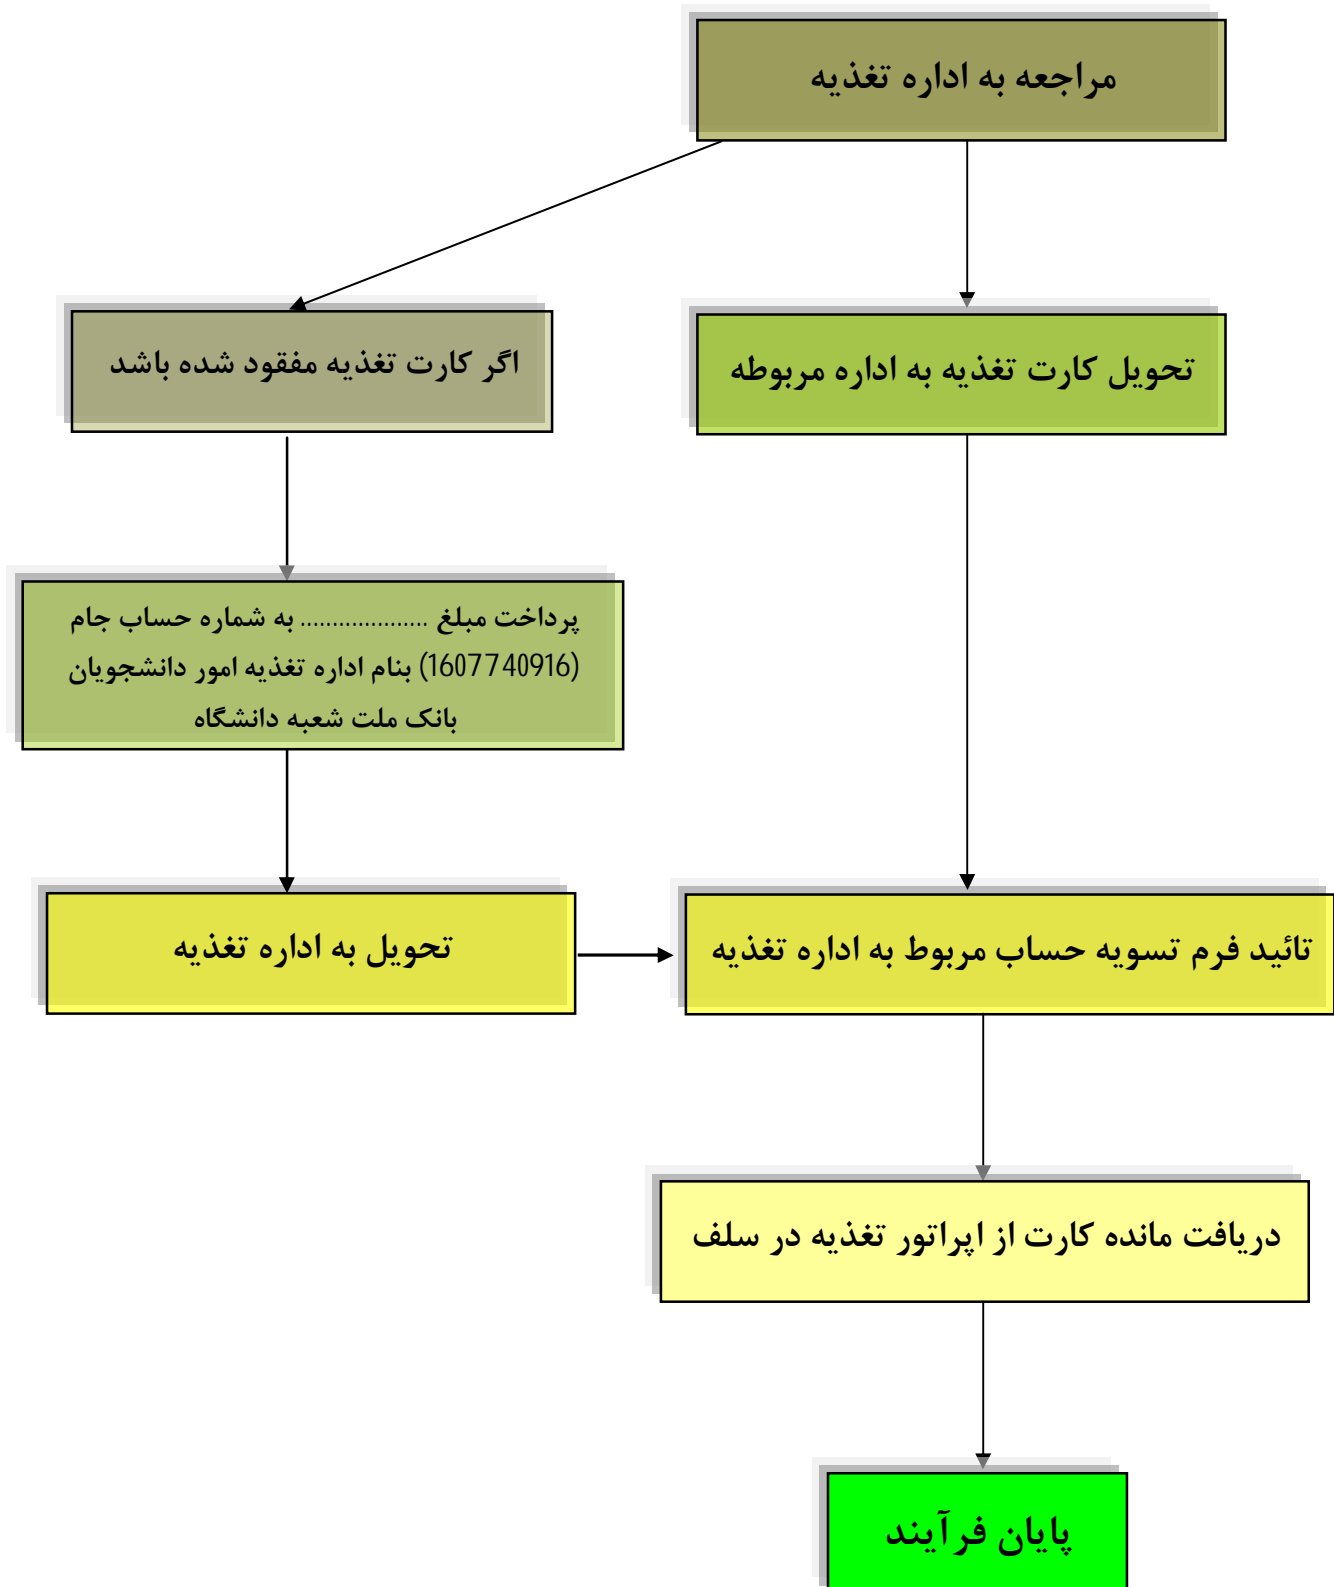 مراجعه به اداره تغذیه
تحویل کارت تغذیه به اداره مربوطه
اگر کارت تغذیه مفقود شده باشد
پرداخت مبلغ .................... به شماره حساب جام
(1607740916) بنام اداره تغذیه امور دانشجویان
بانک ملت شعبه دانشگاه
تحویل به اداره تغذیه
تائید فرم تسویه حساب مربوط به اداره تغذیه
دریافت مانده کارت از اپراتور تغذیه در سلف
پایان فرآیند